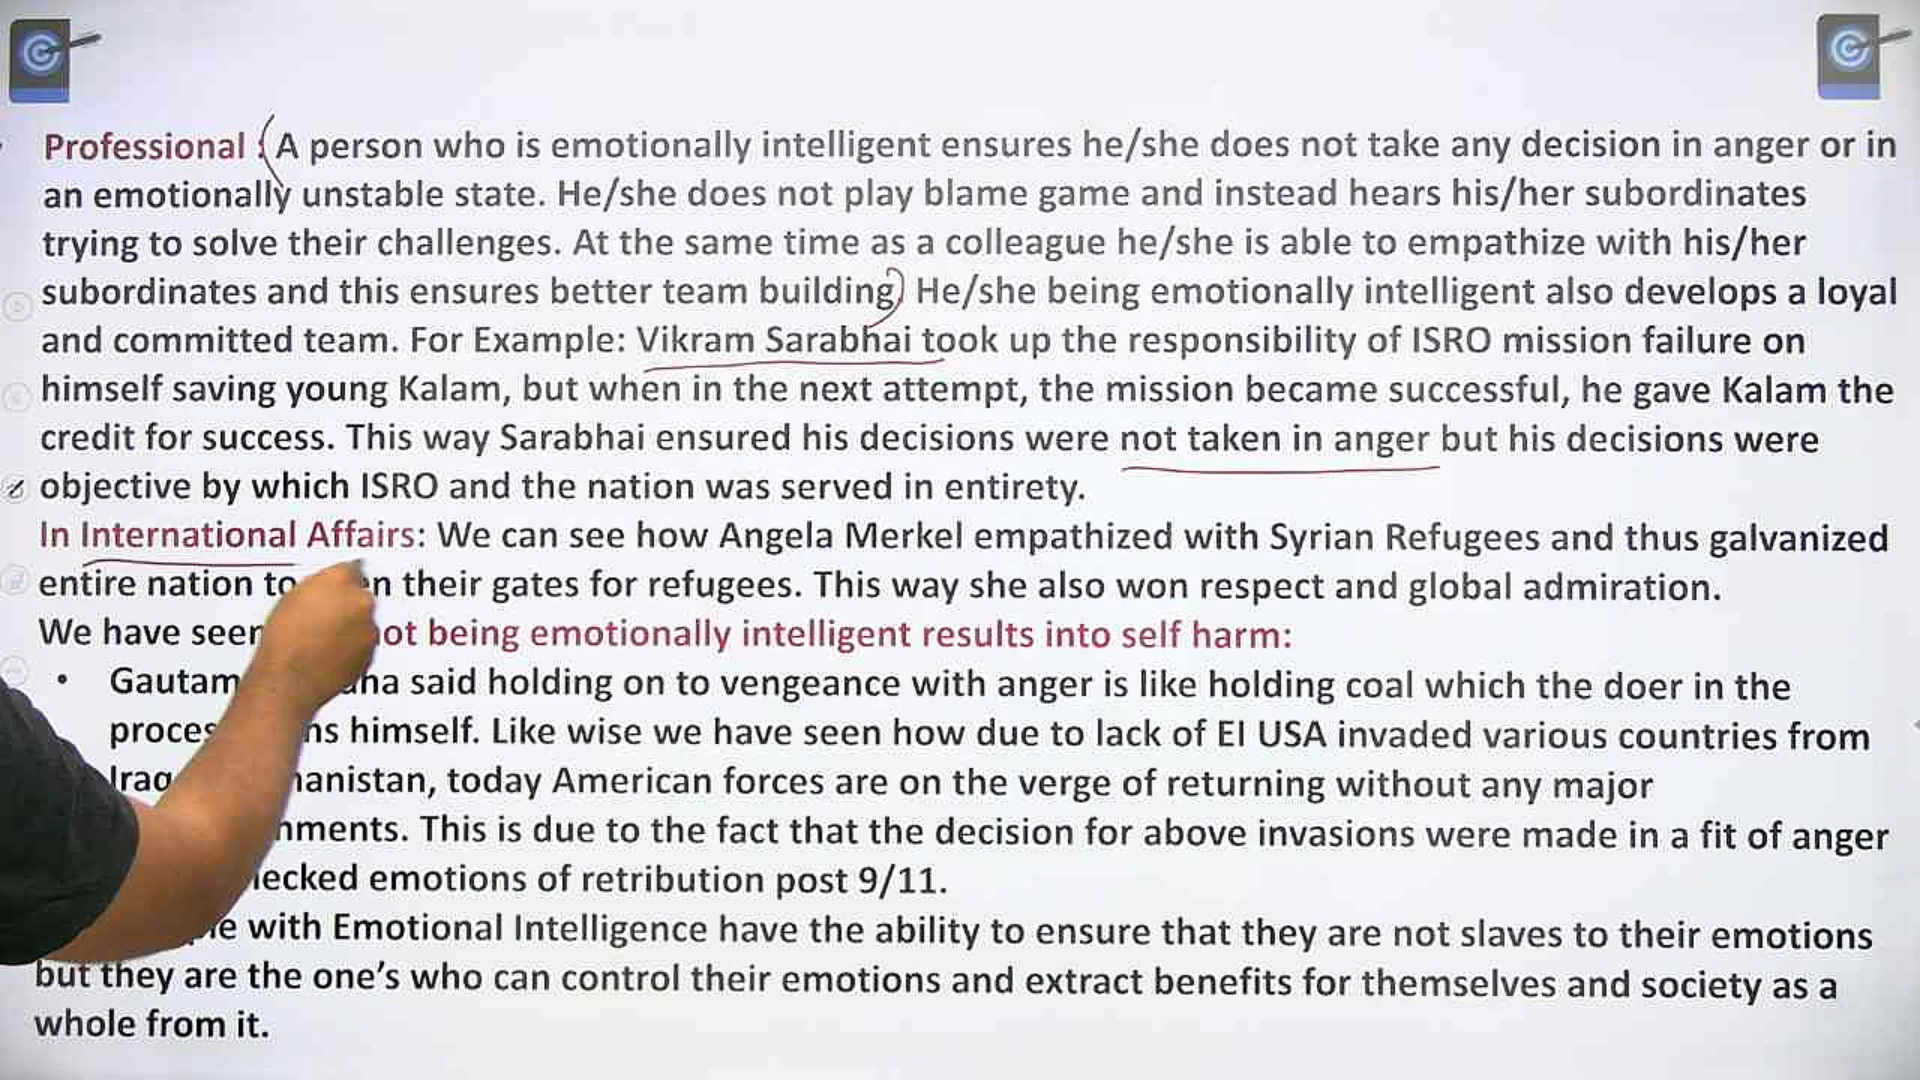 Professional : A person who is emotionally intelligent ensures he/she does not take any decision in anger or in
an emotionally unstable state. He/she does not play blame game and instead hears his/her subordinates
trying to solve their challenges. At the same time as a colleague he/she is able to empathize with his/her
subordinates and this ensures better team building. He/she being emotionally intelligent also develops a loyal
and committed team. For Example: Vikram Sarabhai took up the responsibility of ISRO mission failure on
himself saving young Kalam, but when in the next attempt, the mission became successful, he gave Kalam the
credit for success. This way Sarabhai ensured his decisions were not taken in anger but his decisions were
objective by which ISRO and the nation was served in entirety.
In International Affairs: We can see how Angela Merkel empathized with Syrian Refugees and thus galvanized
entire nation to their gates for refugees. This way she also won respect and global admiration.
We have seen not being emotionally intelligent results into self harm:
• Gautam said holding on to vengeance with anger is like holding coal which the doer in the
himself. Like wise we have seen how due to lack of EI USA invaded various countries from
today American forces are on the verge of returning without any major
This is due to the fact that the decision for above invasions were made in a fit of anger
emotions of retribution post 9/11.
with Emotional Intelligence have the ability to ensure that they are not slaves to their emotions
but they are the one's who can control their emotions and extract benefits for themselves and society as a
whole from it.